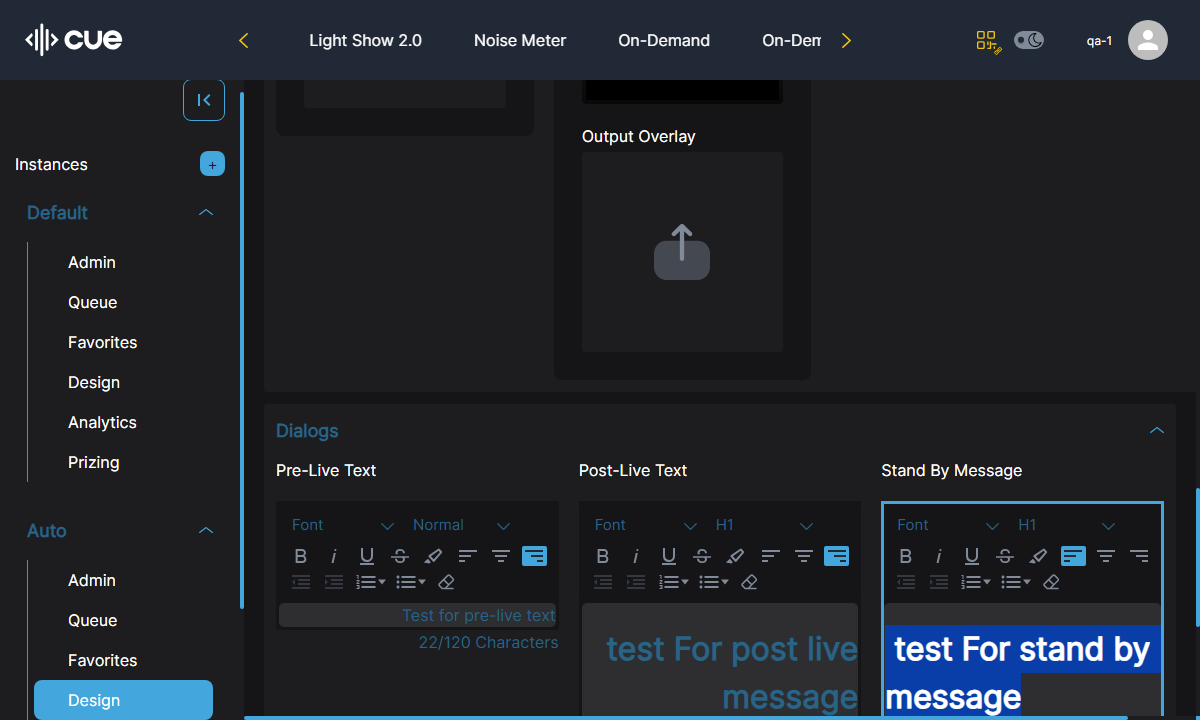 cue
Light Show 2.0
Noise Meter
On-Demand
On-Dem
qa-1
Instances
+
Default
Admin
Queue
Favorites
Design
Analytics
Prizing
Auto
Admin
Queue
Favorites
Design
Output Overlay
Dialogs
Pre-Live Text
Font
Normal
B i U S
Test for pre-live text
22/120 Characters
Post-Live Text
Font
H1
B i U S
test For post live
message
Stand By Message
Font
H1
B i U S
test For stand by
message